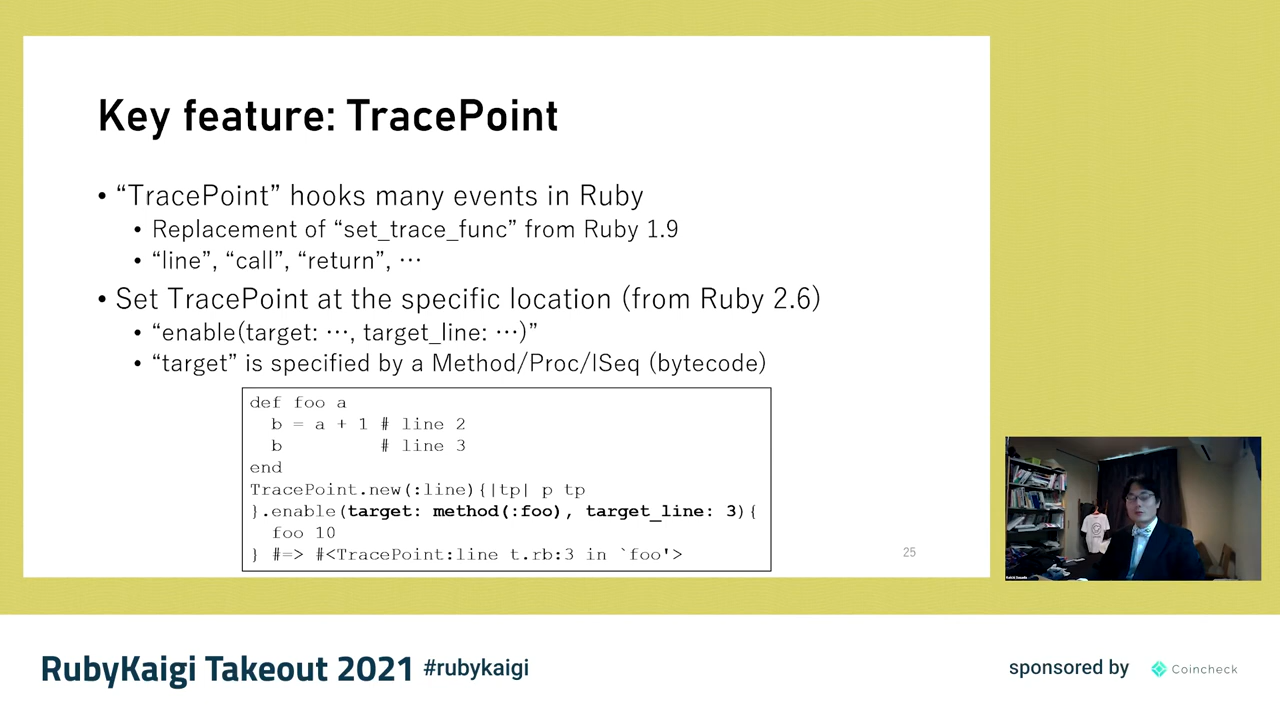 Key feature: TracePoint
• “TracePoint” hooks many events in Ruby
• Replacement of “set_trace_func” from Ruby 1.9
• “line”, “call”, “return”, …
• Set TracePoint at the specific location (from Ruby 2.6)
• “enable(target: …, target_line: …)”
• “target” is specified by a Method/Proc/ISeq (bytecode)
def foo a
  b = a + 1 # line 2
  b         # line 3
end
TracePoint.new(:line){|tp| p tp
}.enable(target: method(:foo), target_line: 3){
  foo 10
} #=> #<TracePoint:line t.rb:3 in `foo'>
25
RubyKaigi Takeout 2021 #rubykaigi
sponsored by Coincheck